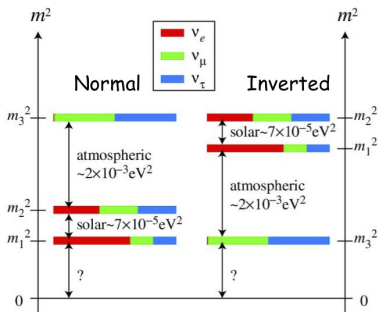 m²
ν_e
ν_μ
ν_τ
m²
Normal
Inverted
m₃²
m₂²
solar~7×10⁻⁵eV²
m₁²
atmospheric
~2×10⁻³eV²
atmospheric
~2×10⁻³eV²
m₂²
solar~7×10⁻⁵eV²
m₁²
m₃²
?
?
0
0